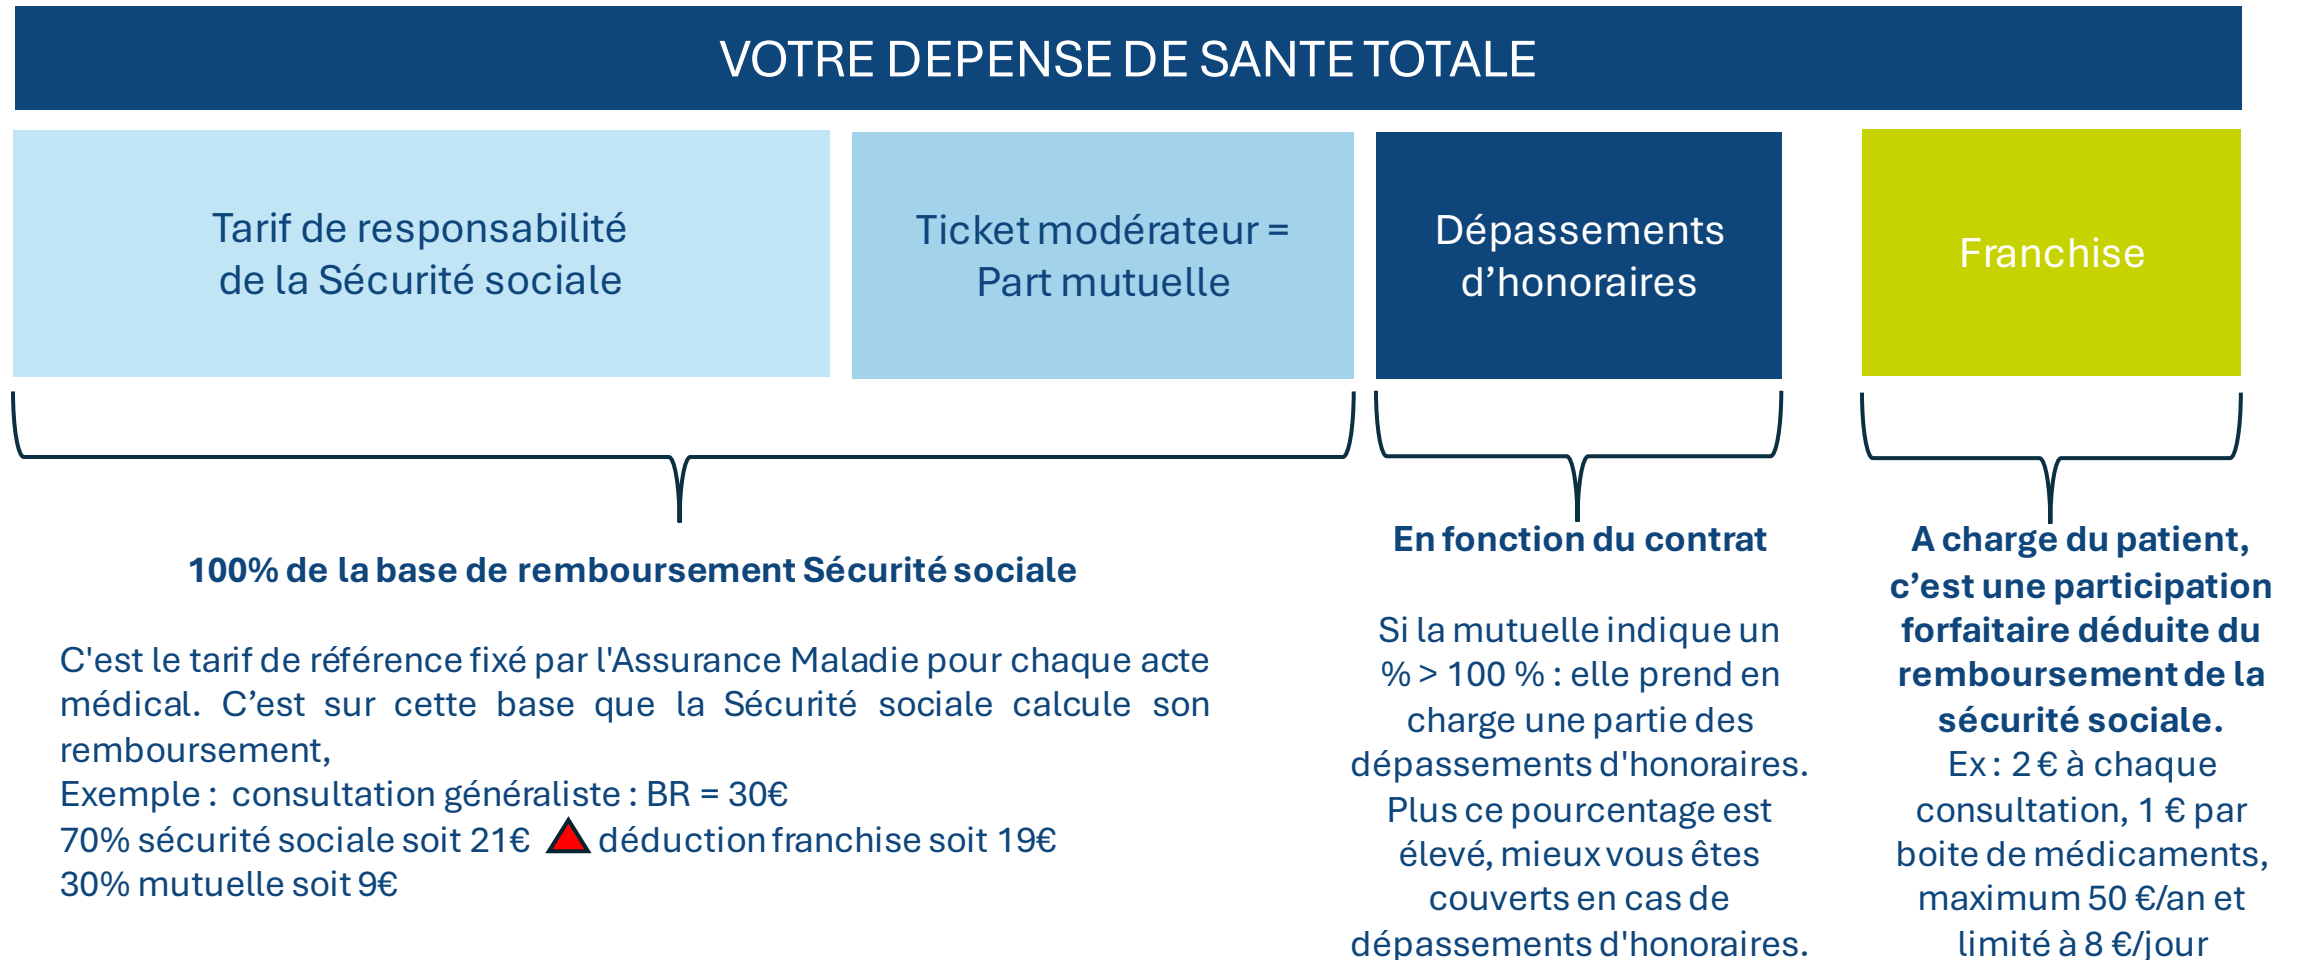 VOTRE DEPENSE DE SANTE TOTALE
Tarif de responsabilité
de la Sécurité sociale
Ticket modérateur =
Part mutuelle
Dépassements
d’honoraires
Franchise
100% de la base de remboursement Sécurité sociale
C'est le tarif de référence fixé par l'Assurance Maladie pour chaque acte
médical. C’est sur cette base que la Sécurité sociale calcule son
remboursement,
Exemple : consultation généraliste : BR = 30€
70% sécurité sociale soit 21€ déduction franchise soit 19€
30% mutuelle soit 9€
En fonction du contrat
Si la mutuelle indique un
% > 100 % : elle prend en
charge une partie des
dépassements d'honoraires.
Plus ce pourcentage est
élevé, mieux vous êtes
couverts en cas de
dépassements d'honoraires.
A charge du patient,
c’est une participation
forfaitaire déduite du
remboursement de la
sécurité sociale.
Ex : 2 € à chaque
consultation, 1 € par
boite de médicaments,
maximum 50 €/an et
limité à 8 €/jour